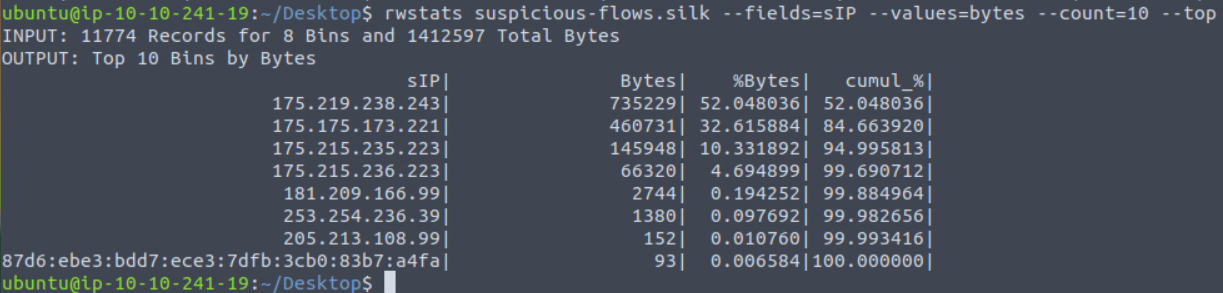 ubuntu@ip-10-10-241-19:~/Desktop$ rwstats suspicious-flows.silk --fields=sIP --values=bytes --count=10 --top
INPUT: 11774 Records for 8 Bins and 1412597 Total Bytes
OUTPUT: Top 10 Bins by Bytes
sIP| Bytes| %Bytes| cumul_%|
175.219.238.243| 735229| 52.048036| 52.048036|
175.175.173.221| 460731| 32.615884| 84.663920|
175.215.235.223| 145948| 10.331892| 94.995813|
175.215.236.223| 66320| 4.694899| 99.690712|
181.209.166.99| 2744| 0.194252| 99.884964|
253.254.236.39| 1380| 0.097692| 99.982656|
205.213.108.99| 152| 0.010760| 99.993416|
87d6:ebe3:bdd7:ece3:7dfb:3cb0:83b7:a4fa| 93| 0.006584|100.000000|
ubuntu@ip-10-10-241-19:~/Desktop$